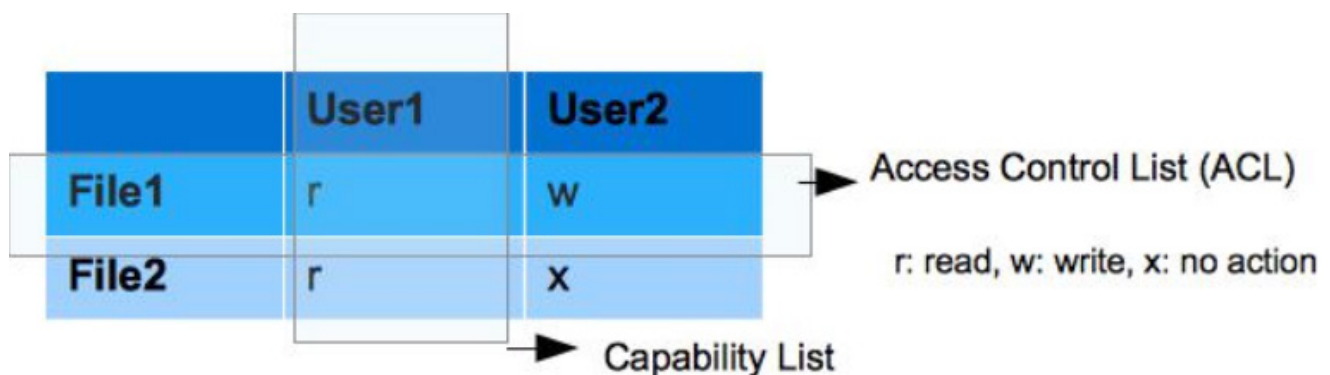 User1 User2
File1 r w
Access Control List (ACL)
File2 r x
r: read, w: write, x: no action
Capability List